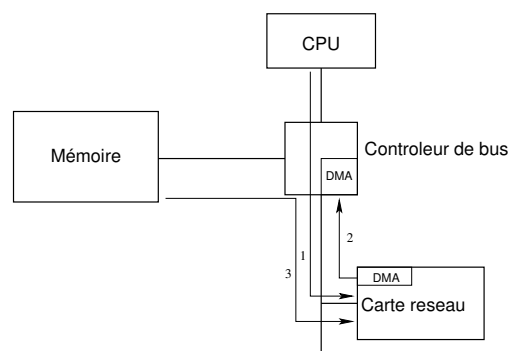 CPU
Mémoire
Controleur de bus
DMA
2
1
3
DMA
Carte reseau